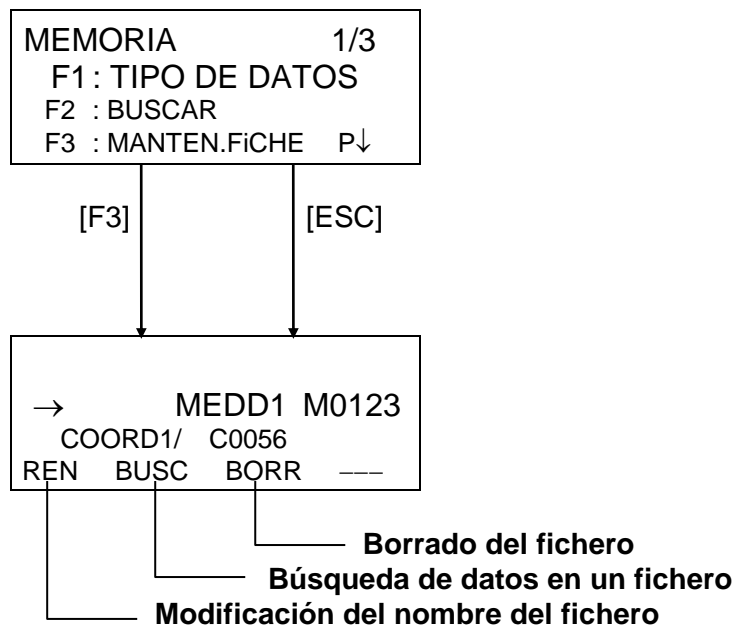 MEMORIA 1/3
F1 : TIPO DE DATOS
F2 : BUSCAR
F3 : MANTEN.FiCHE P↓
[F3] [ESC]
→ MEDD1 M0123
COORD1/ C0056
REN BUSC BORR ---
Borrado del fichero
Búsqueda de datos en un fichero
Modificación del nombre del fichero